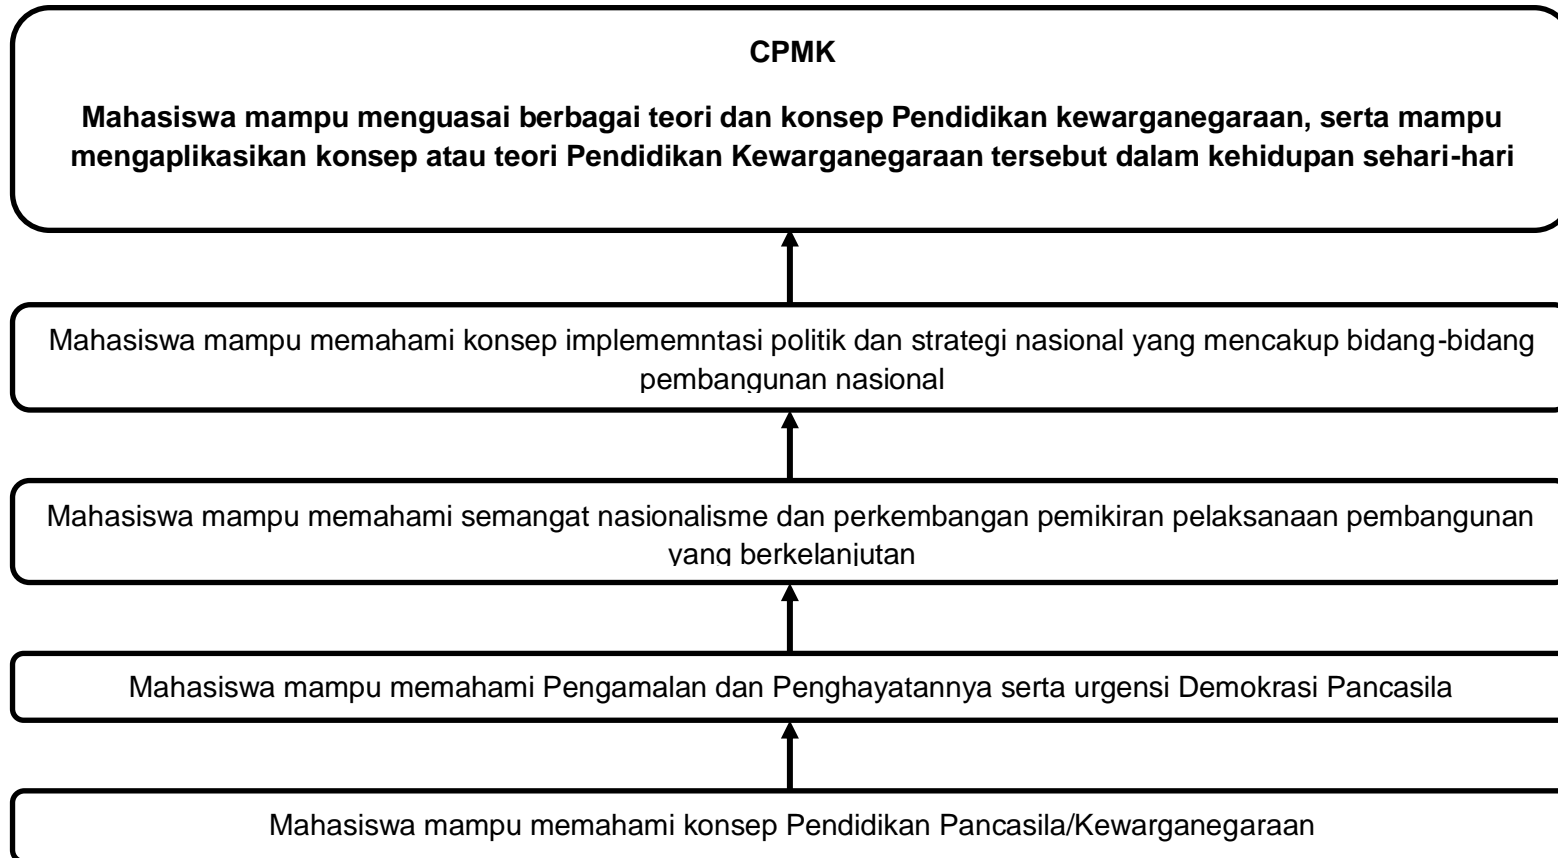 CPMK
Mahasiswa mampu menguasai berbagai teori dan konsep Pendidikan kewarganegaraan, serta mampu
mengaplikasikan konsep atau teori Pendidikan Kewarganegaraan tersebut dalam kehidupan sehari-hari
Mahasiswa mampu memahami konsep implememntasi politik dan strategi nasional yang mencakup bidang-bidang
pembangunan nasional
Mahasiswa mampu memahami semangat nasionalisme dan perkembangan pemikiran pelaksanaan pembangunan
yang berkelanjutan
Mahasiswa mampu memahami Pengamalan dan Penghayatannya serta urgensi Demokrasi Pancasila
Mahasiswa mampu memahami konsep Pendidikan Pancasila/Kewarganegaraan